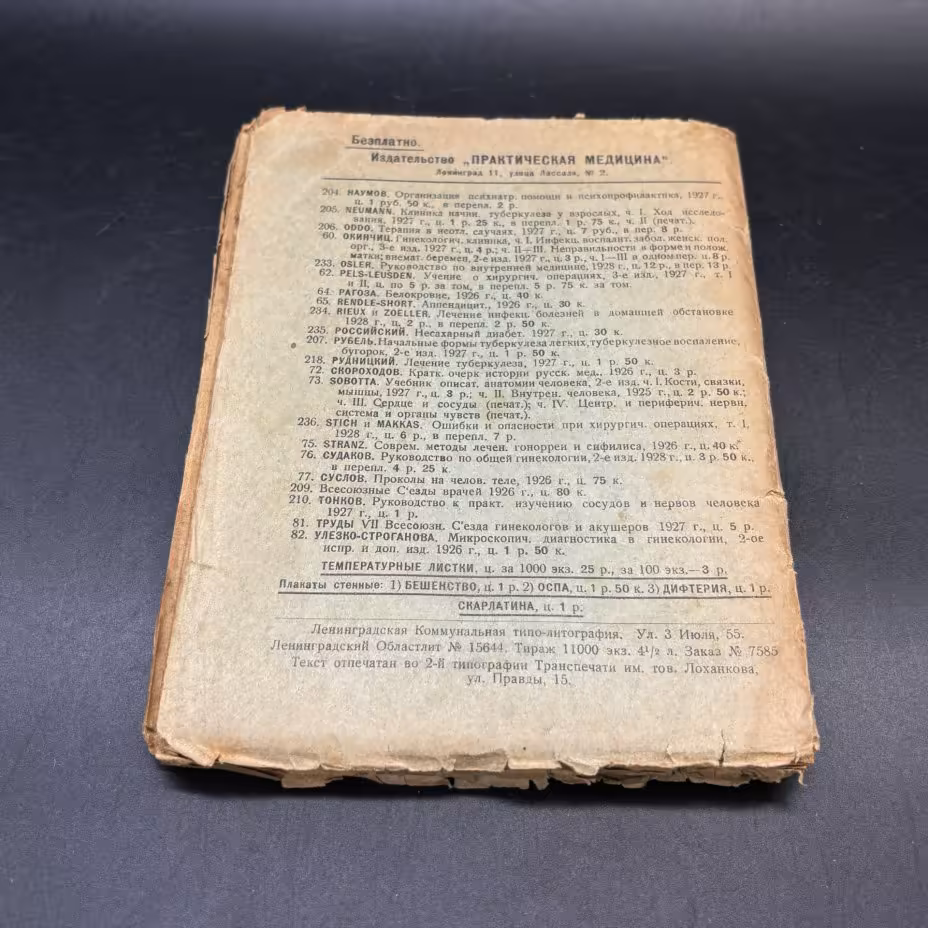 Безплатно.
Издательство „ПРАКТИЧЕСКАЯ МЕДИЦИНА“.
Ленинград 11, улица Лассаля, № 2.
204. НАУМОВ. Организация психиатр. помощи и психопрофилактика, 1927 г.,
ц. 1 руб. 50 к., в перепл. 2 р.
205. NEUMANN. Клиника начин. туберкулеза у взрослых, ч. I. Ход исследо-
вания, 1927 г., ц. 1 р. 25 к., в перепл. 1 р. 75 к., ч. II (печат.).
206. ODDO. Терапия в неотл. случаях, 1927 г., ц. 7 руб., в пер. 8 р.
60. ОКИНЧИЦ. Гинекологич. клиника, ч. I. Инфекц. воспалит. забол. женск. пол.
орг., 3-е изд. 1927 г., ц. 4 р.; ч. II—III. Неправильности в форме и полож.
матки; внемат. беремен, 2-е изд. 1927 г., ц. 3 р., ч. I—III в одном пер. ц. 8 р.
233. OSLER. Руководство по внутренней медицине, 1928 г., ц. 12 р., в пер. 13 р.
62. PELS-LEUSDEN. Учение о хирургич. операциях, 3-е изд., 1927 г., т. I
и II, ц. по 5 р. за том, в перепл. 5 р. 75 к. за том.
64. РАГОЗА. Белокровие, 1926 г., ц. 40 к.
65. RENDLE-SHORT. Аппендицит., 1926 г., ц. 30 к.
234. RIEUX и ZOELLER. Лечение инфекц. болезней в домашней обстановке
1928 г., ц. 2 р., в перепл. 2 р. 50 к.
235. РОССИЙСКИЙ. Несахарный диабет. 1927 г., ц. 30 к.
207. РУБЕЛЬ. Начальные формы туберкулеза легких, туберкулезное воспаление,
бугорок, 2-е изд. 1927 г., ц. 1 р. 50 к.
218. РУДНИЦКИЙ. Лечение туберкулеза, 1927 г., ц. 1 р. 50 к.
72. СКОРОХОДОВ. Кратк. очерк истории русск. мед., 1926 г., ц. 3 р.
73. SOBOTTA. Учебник описат. анатомии человека, 2-е изд. ч. I. Кости, связки,
мышцы, 1927 г., ц. 3 р.; ч. II. Внутрен. человека, 1925 г., ц. 2 р. 50 к.;
ч. III. Сердце и сосуды (печат.); ч. IV. Центр. и периферич. нервн,
система и органы чувств (печат.).
236. STICH и MAKKAS. Ошибки и опасности при хирургич. операциях, т. I,
1928 г., ц. 6 р., в перепл. 7 р.
75. STRANZ. Соврем. методы лечен. гонорреи и сифилиса, 1926 г., ц. 40 к.
76. СУДАКОВ. Руководство по общей гинекологии, 2-е изд. 1928 г., ц. 3 р. 50 к.,
в перепл. 4 р. 25 к.
77. СУСЛОВ. Проколы на челов. теле, 1926 г., ц. 75 к.
209. Всесоюзные С'езды врачей 1926 г., ц. 80 к.
210. ТОНКОВ. Руководство к практ. изучению сосудов и нервов человека
1927 г., ц. 1 р.
81. ТРУДЫ VII Всесоюзн. С'езда гинекологов и акушеров 1927 г., ц. 5 р.
82. УЛЕЗКО-СТРОГАНОВА. Микроскопич. диагностика в гинекологии, 2-ое
испр. и доп. изд. 1926 г., ц. 1 р. 50 к.
ТЕМПЕРАТУРНЫЕ ЛИСТКИ, ц. за 1000 экз. 25 р., за 100 экз.—3 р.
Плакаты стенные: 1) БЕШЕНСТВО, ц. 1 р. 2) ОСПА, ц. 1 р. 50 к. 3) ДИФТЕРИЯ, ц. 1 р.
СКАРЛАТИНА, ц. 1 р.
Ленинградская Коммунальная типо-литография, Ул. 3 Июля, 55.
Ленинградский Областлит № 15644. Тираж 11000 экз. 4½ л. Заказ № 7585
Текст отпечатан во 2-й типографии Транспечати им. тов. Лоханкова,
ул. Правды, 15.